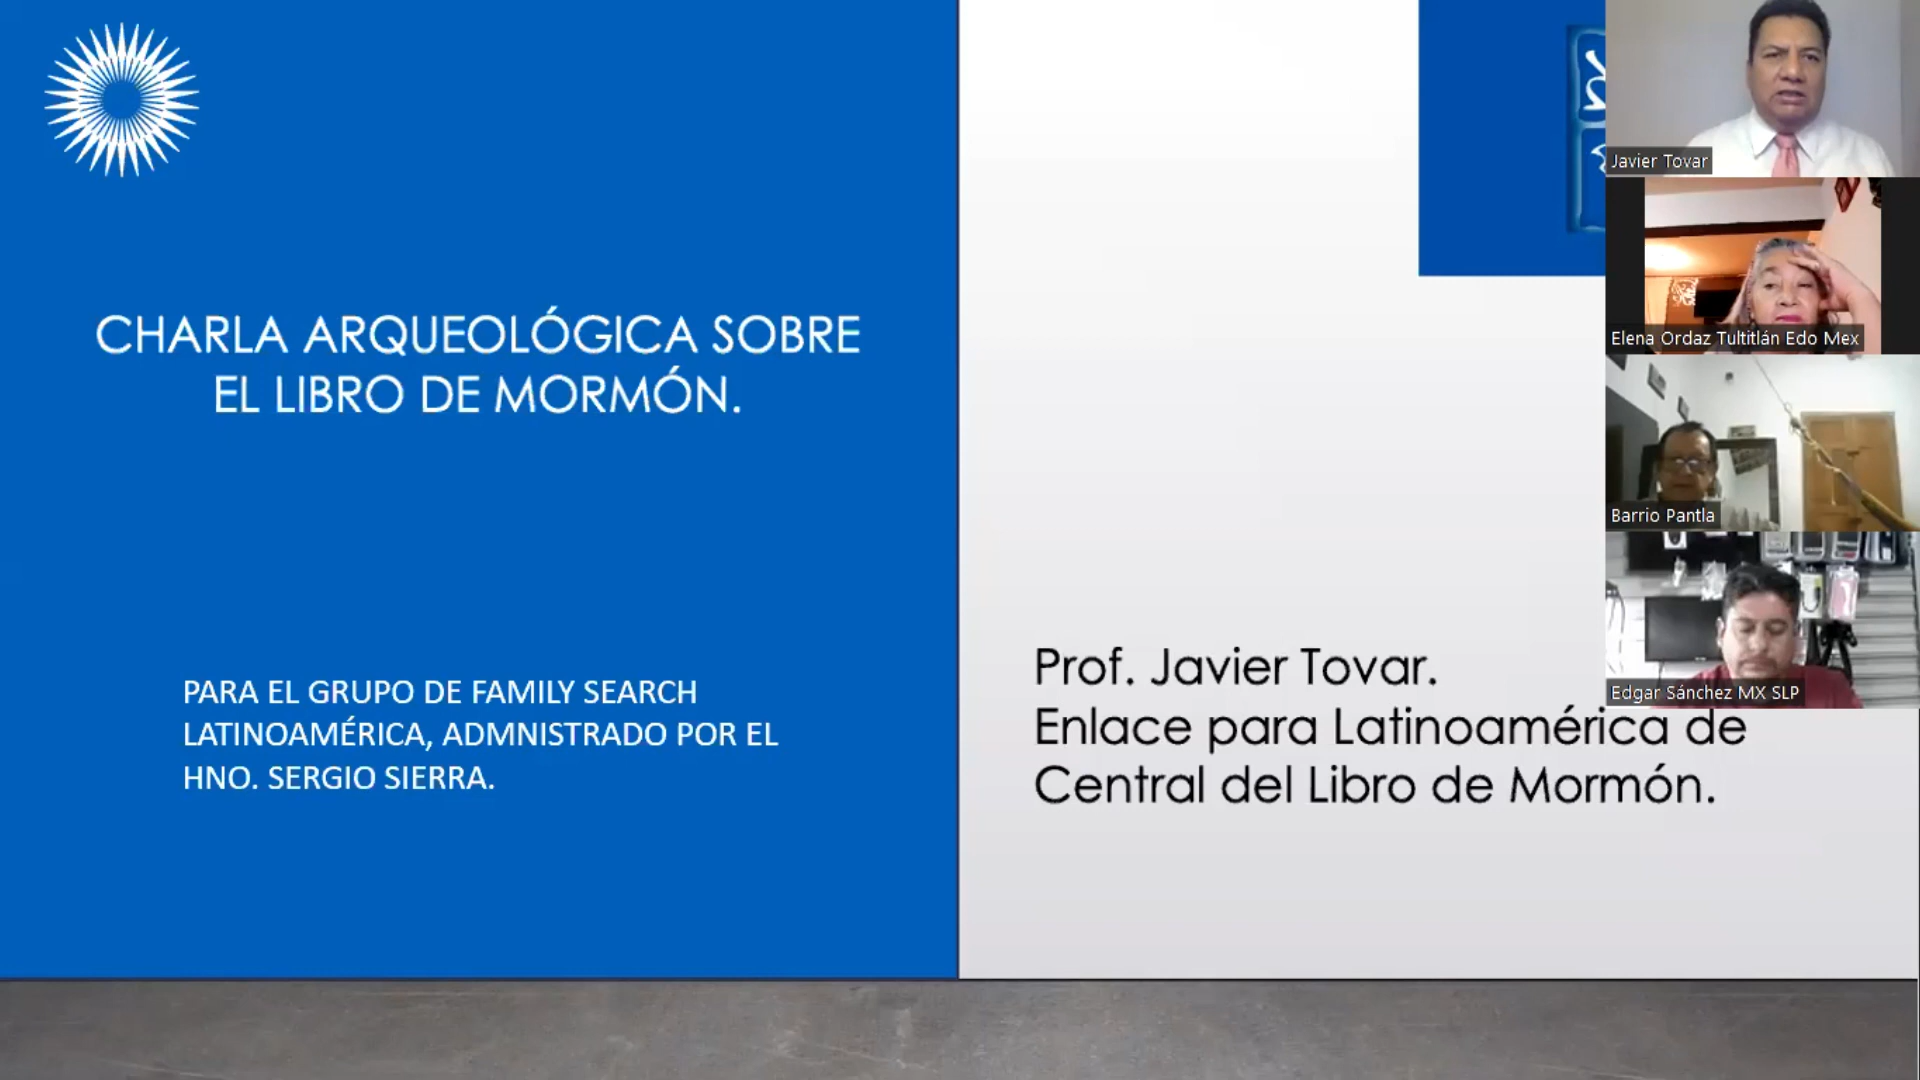 CHARLA ARQUEOLÓGICA SOBRE
EL LIBRO DE MORMÓN.
PARA EL GRUPO DE FAMILY SEARCH
LATINOAMÉRICA, ADMNISTRADO POR EL
HNO. SERGIO SIERRA.
Prof. Javier Tovar.
Enlace para Latinoamérica de
Central del Libro de Mormón.
Javier Tovar
Elena Ordaz Tultitlán Edo Mex
Barrio Pantla
Edgar Sánchez MX SLP